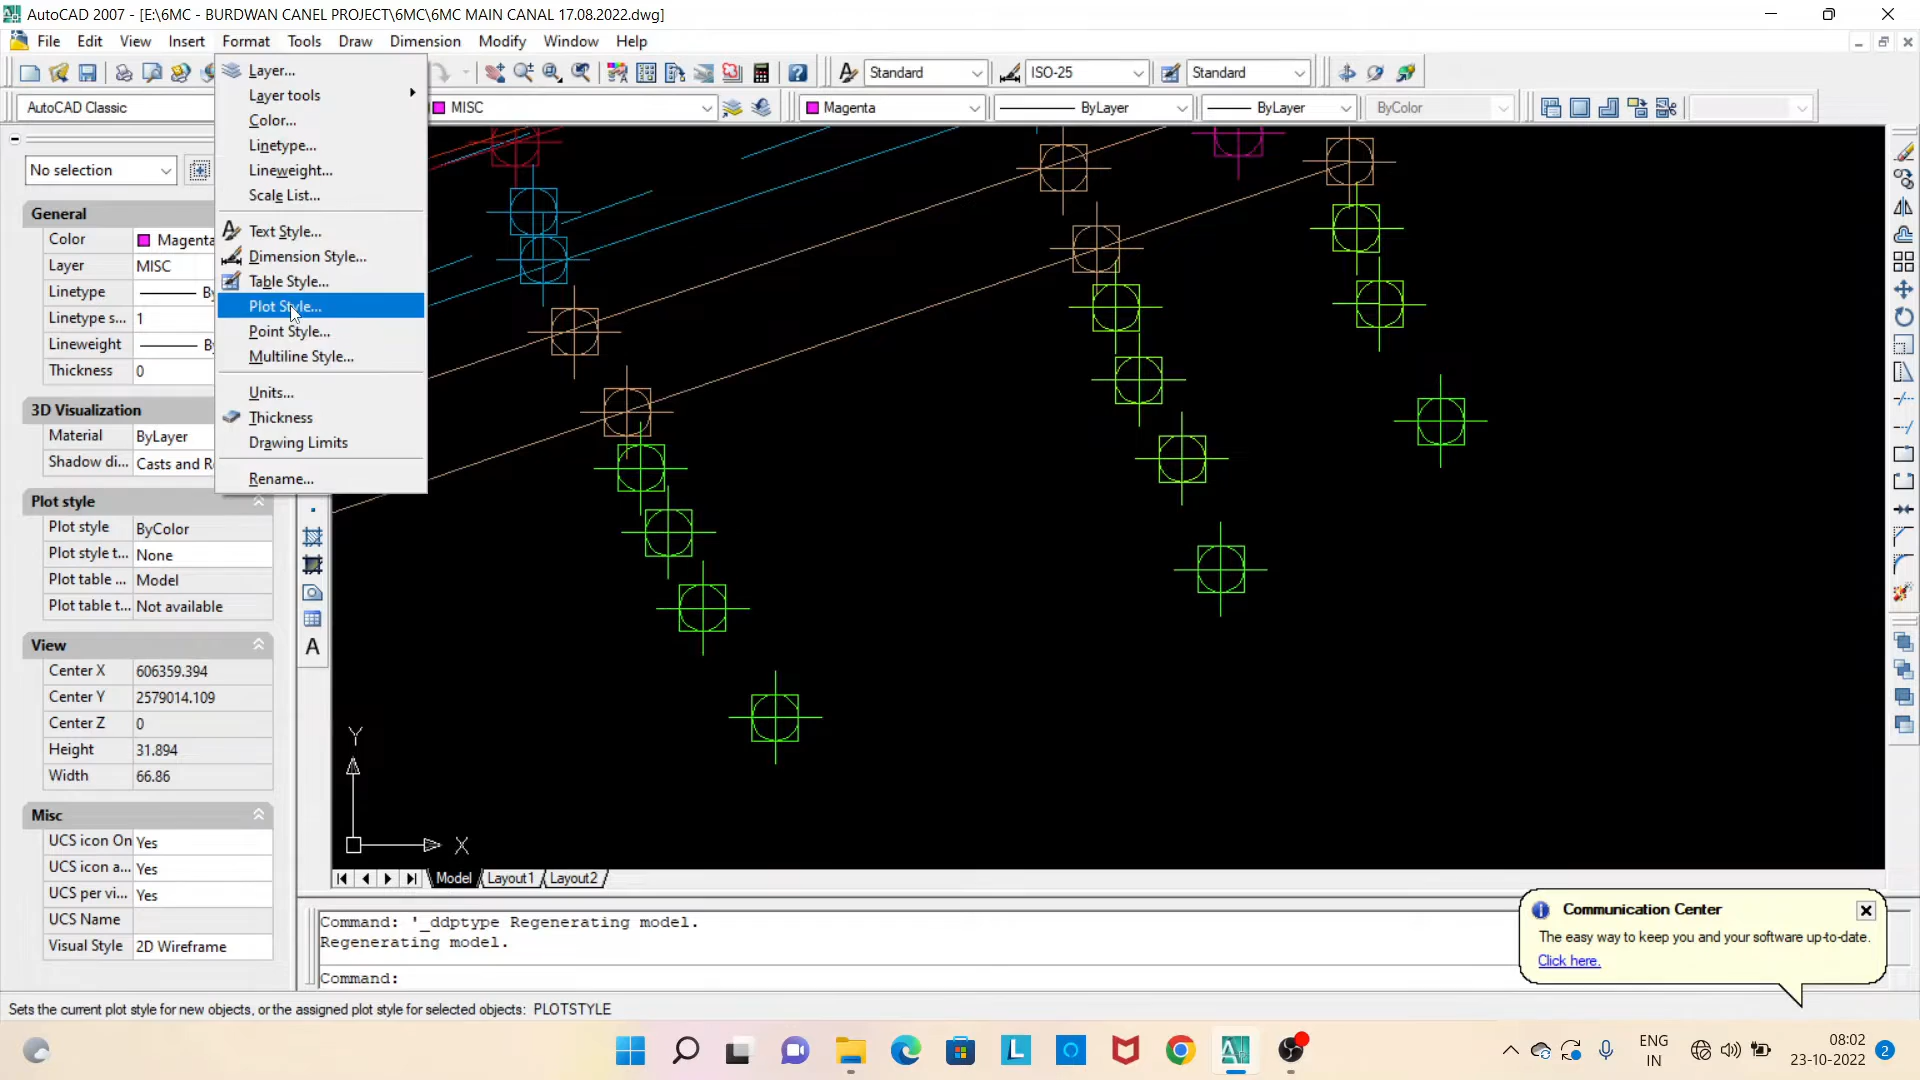 AutoCAD 2007 - [E:\6MC - BURDWAN CANEL PROJECT\6MC\6MC MAIN CANAL 17.08.2022.dwg]
File Edit View Insert Format Tools Draw Dimension Modify Window Help
Standard ISO-25 Standard
AutoCAD Classic MISC Magenta ByLayer ByLayer ByColor
Layer...
Layer tools
Color...
Linetype...
Lineweight...
Scale List...
Text Style...
Dimension Style...
Table Style...
Plot Style...
Point Style...
Multiline Style...
Units...
Thickness
Drawing Limits
Rename...
No selection
General
Color Magenta
Layer MISC
Linetype
Linetype s... 1
Lineweight
Thickness 0
3D Visualization
Material ByLayer
Shadow di... Casts and R
Plot style
Plot style ByColor
Plot style t... None
Plot table ... Model
Plot table t... Not available
View
Center X 606359.394
Center Y 2579014.109
Center Z 0
Height 31.894
Width 66.86
Misc
UCS icon On Yes
UCS icon a... Yes
UCS per vi... Yes
UCS Name
Visual Style 2D Wireframe
A
Y
X
Model Layout1 Layout2
Command: '_ddptype Regenerating model.
Regenerating model.
Command:
Communication Center
The easy way to keep you and your software up-to-date.
Click here.
Sets the current plot style for new objects, or the assigned plot style for selected objects: PLOTSTYLE
ENG
IN
08:02
23-10-2022
2